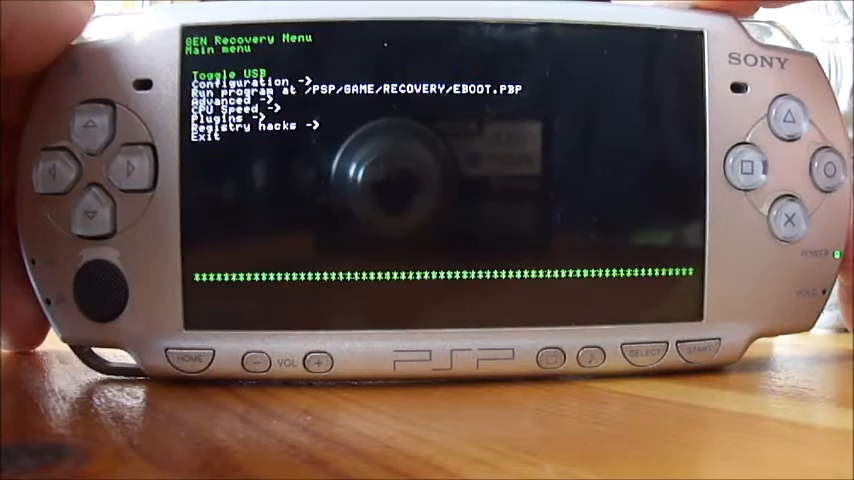 GEN Recovery Menu
Main menu
Toggle USB
Configuration ->
Run program at /PSP/GAME/RECOVERY/EBOOT.PBP
Advanced ->
CPU Speed ->
Plugins ->
Registry hacks ->
Exit
************************************************************
SONY
POWER
HOLD
HOME
- VOL +
PSP
SELECT
START